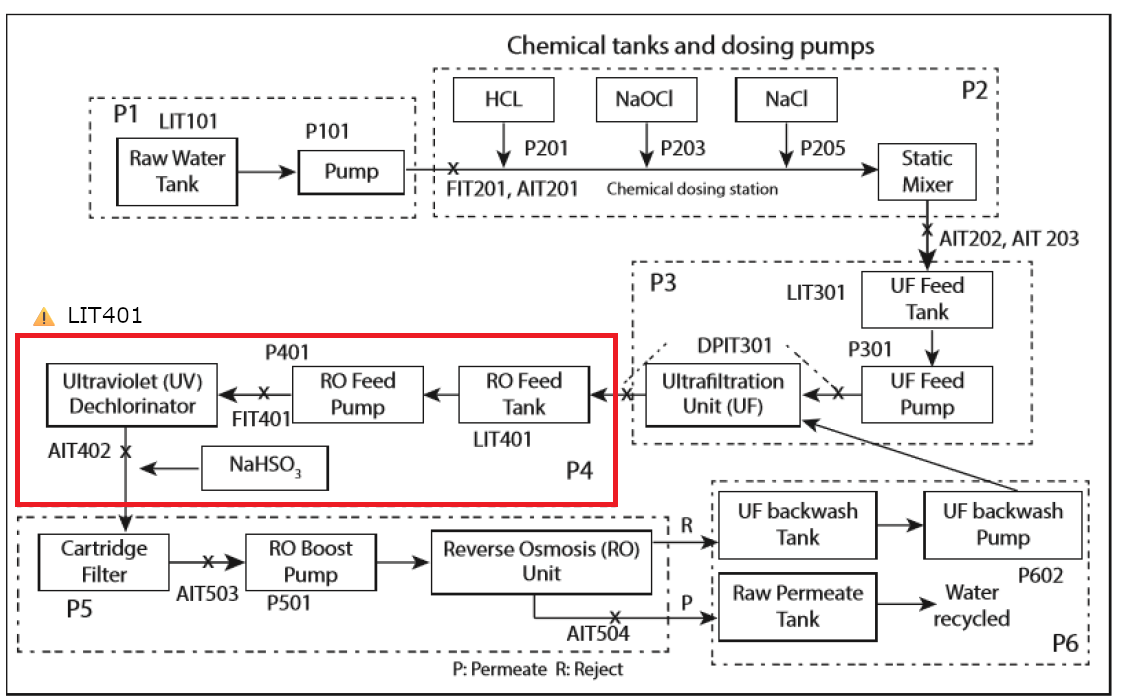 Chemical tanks and dosing pumps
P1
LIT101
Raw Water
Tank
P101
Pump
P2
HCL
NaOCl
NaCl
P201
P203
P205
FIT201, AIT201
Chemical dosing station
Static
Mixer
AIT202, AIT 203
P3
LIT301
UF Feed
Tank
DPIT301
P301
UF Feed
Pump
Ultrafiltration
Unit (UF)
⚠ LIT401
P401
Ultraviolet (UV)
Dechlorinator
RO Feed
Pump
RO Feed
Tank
FIT401
LIT401
AIT402
NaHSO₃
P4
Cartridge
Filter
RO Boost
Pump
Reverse Osmosis (RO)
Unit
AIT503
P501
P5
AIT504
R
P
UF backwash
Tank
UF backwash
Pump
P602
Raw Permeate
Tank
Water
recycled
P6
P: Permeate R: Reject